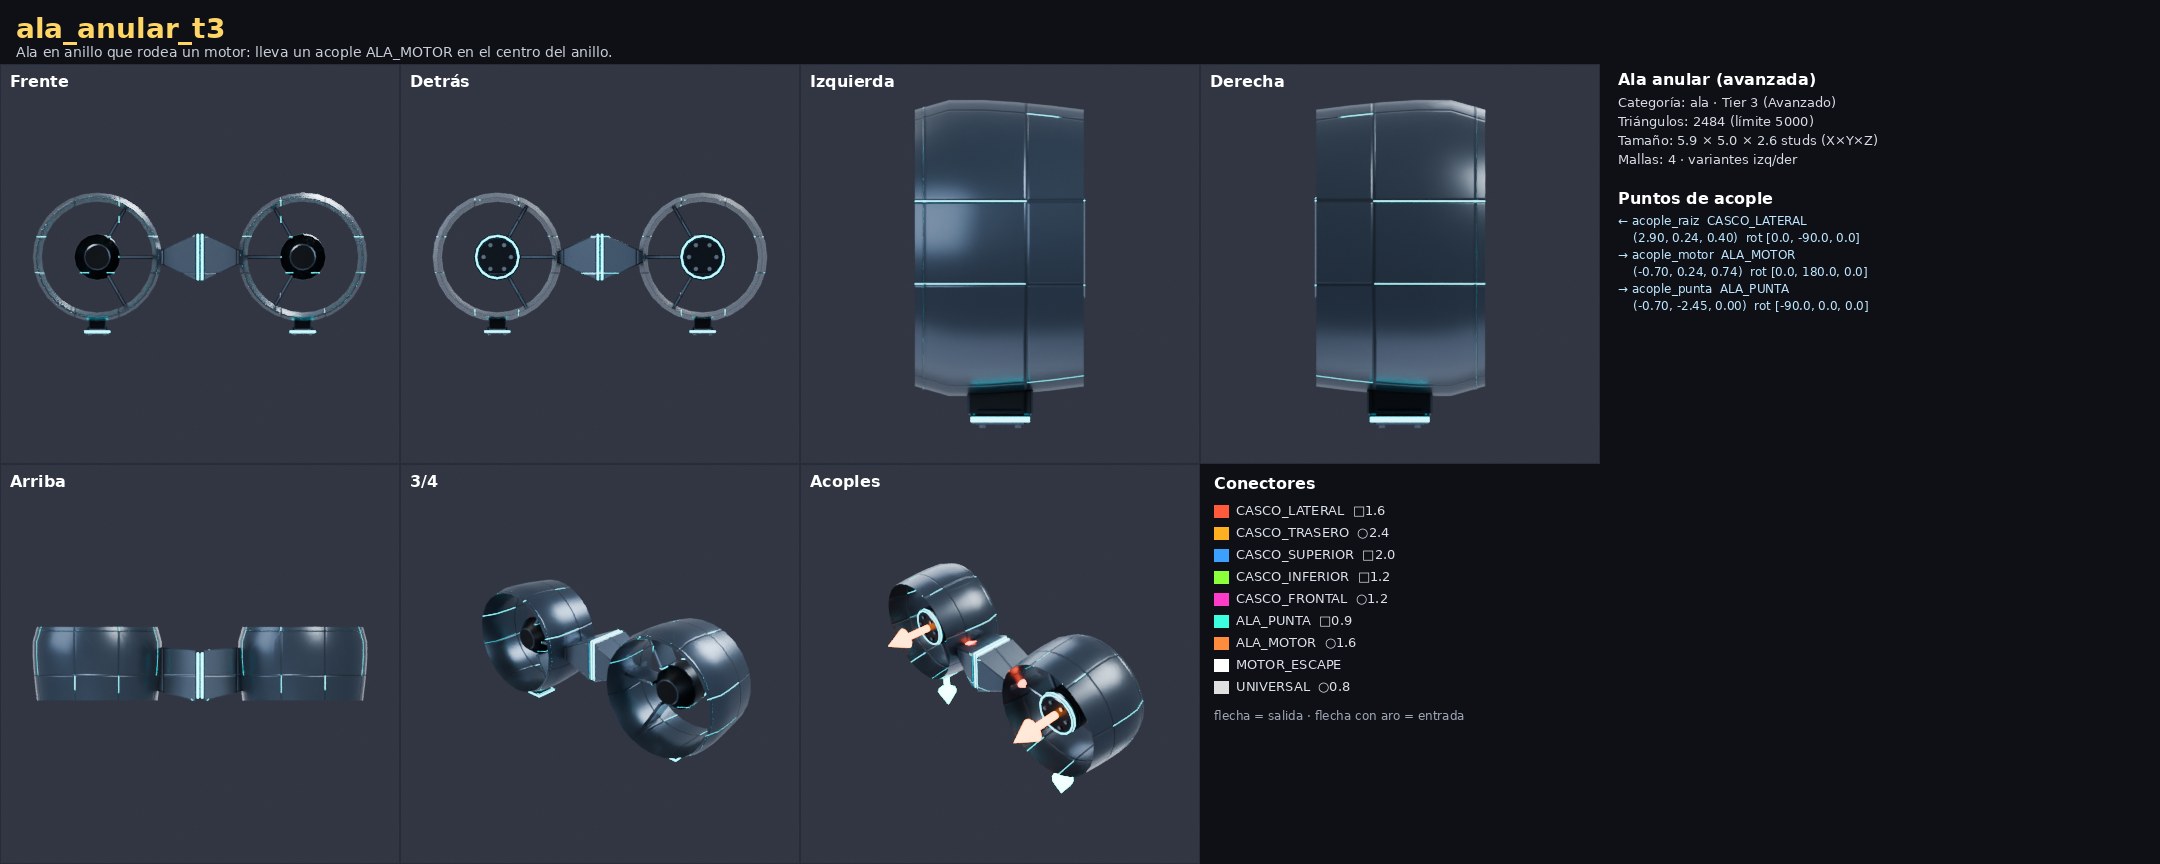 ala_anular_t3
Ala en anillo que rodea un motor: lleva un acople ALA_MOTOR en el centro del anillo.
Frente
Detrás
Izquierda
Derecha
Ala anular (avanzada)
Categoría: ala · Tier 3 (Avanzado)
Triángulos: 2484 (límite 5000)
Tamaño: 5.9 × 5.0 × 2.6 studs (X×Y×Z)
Mallas: 4 · variantes izq/der
Puntos de acople
← acople_raiz  CASCO_LATERAL
(2.90, 0.24, 0.40)  rot [0.0, -90.0, 0.0]
→ acople_motor  ALA_MOTOR
(-0.70, 0.24, 0.74)  rot [0.0, 180.0, 0.0]
→ acople_punta  ALA_PUNTA
(-0.70, -2.45, 0.00)  rot [-90.0, 0.0, 0.0]
Arriba
3/4
Acoples
Conectores
CASCO_LATERAL  □1.6
CASCO_TRASERO  ○2.4
CASCO_SUPERIOR  □2.0
CASCO_INFERIOR  □1.2
CASCO_FRONTAL  ○1.2
ALA_PUNTA  □0.9
ALA_MOTOR  ○1.6
MOTOR_ESCAPE
UNIVERSAL  ○0.8
flecha = salida · flecha con aro = entrada